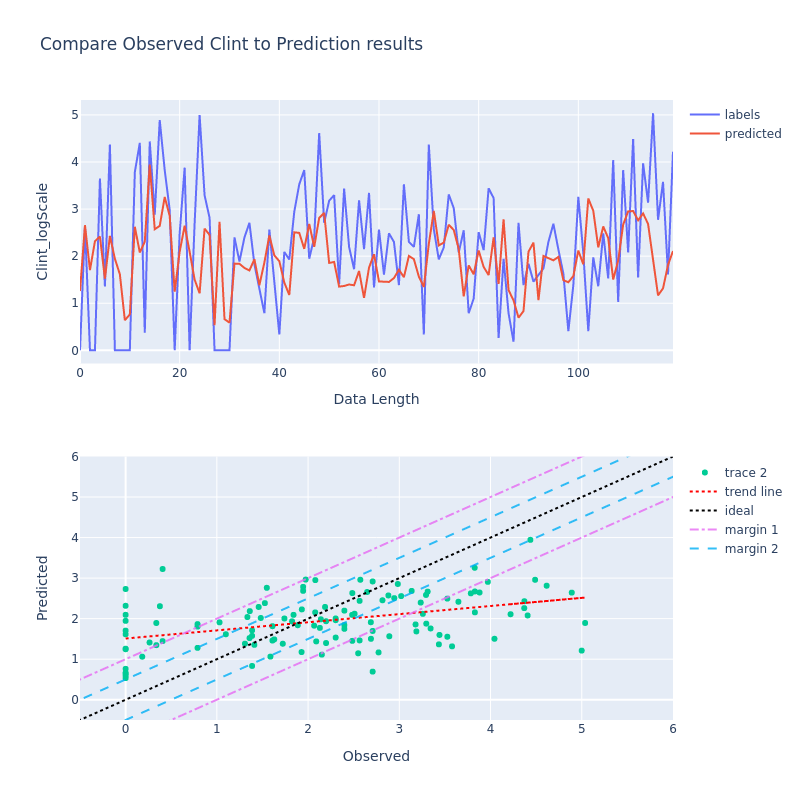 Compare Observed Clint to Prediction results
5
4
3
2
1
0
Clint_logScale
0 20 40 60 80 100
Data Length
labels
predicted
6
5
4
3
2
1
0
Predicted
0 1 2 3 4 5 6
Observed
trace 2
trend line
ideal
margin 1
margin 2